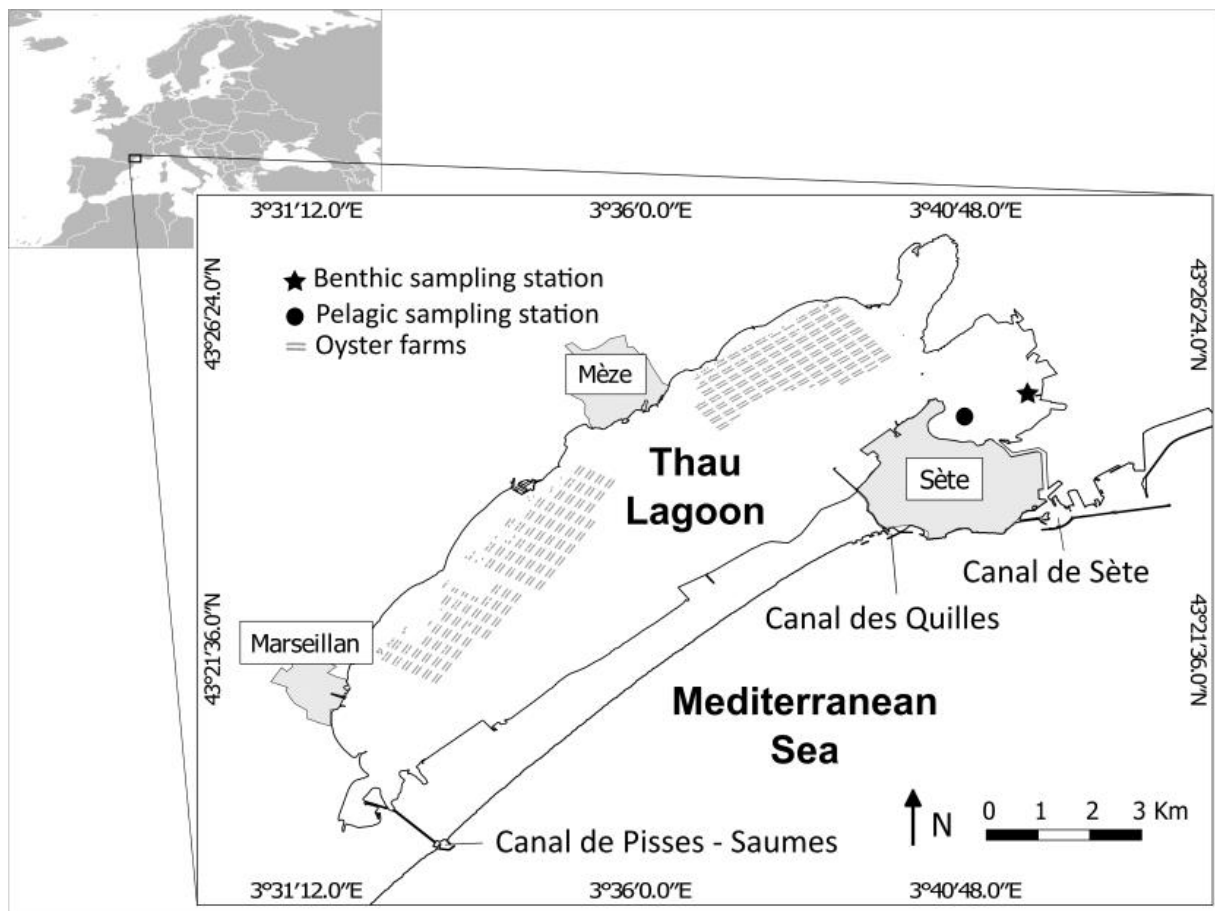 3°31′12.0″E 3°36′0.0″E 3°40′48.0″E
43°26′24.0″N
43°26′24.0″N
Benthic sampling station
Pelagic sampling station
Oyster farms
Mèze
Thau
Lagoon
Sète
Canal de Sète
Canal des Quilles
43°21′36.0″N
43°21′36.0″N
Marseillan
Mediterranean
Sea
N
0 1 2 3 Km
Canal de Pisses - Saumes
3°31′12.0″E 3°36′0.0″E 3°40′48.0″E